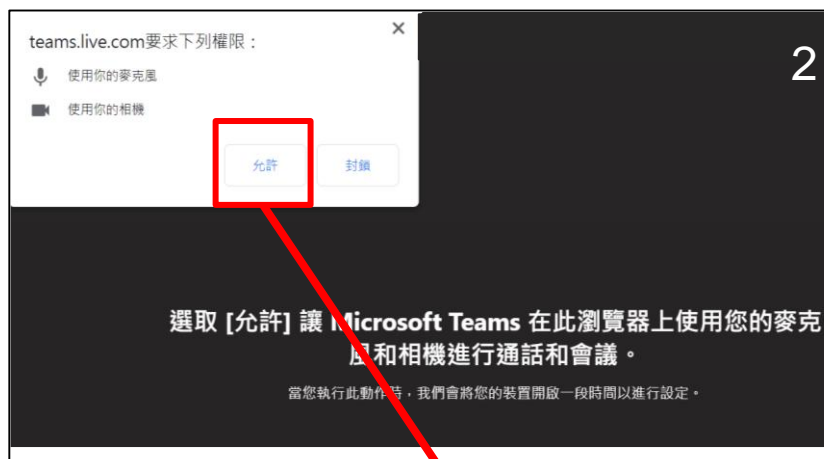 teams.live.com要求下列權限：
使用你的麥克風
使用你的相機
允許
封鎖
2
選取 [允許] 讓 Microsoft Teams 在此瀏覽器上使用您的麥克
風和相機進行通話和會議。
當您執行此動作時，我們會將您的裝置開啟一段時間以進行設定。